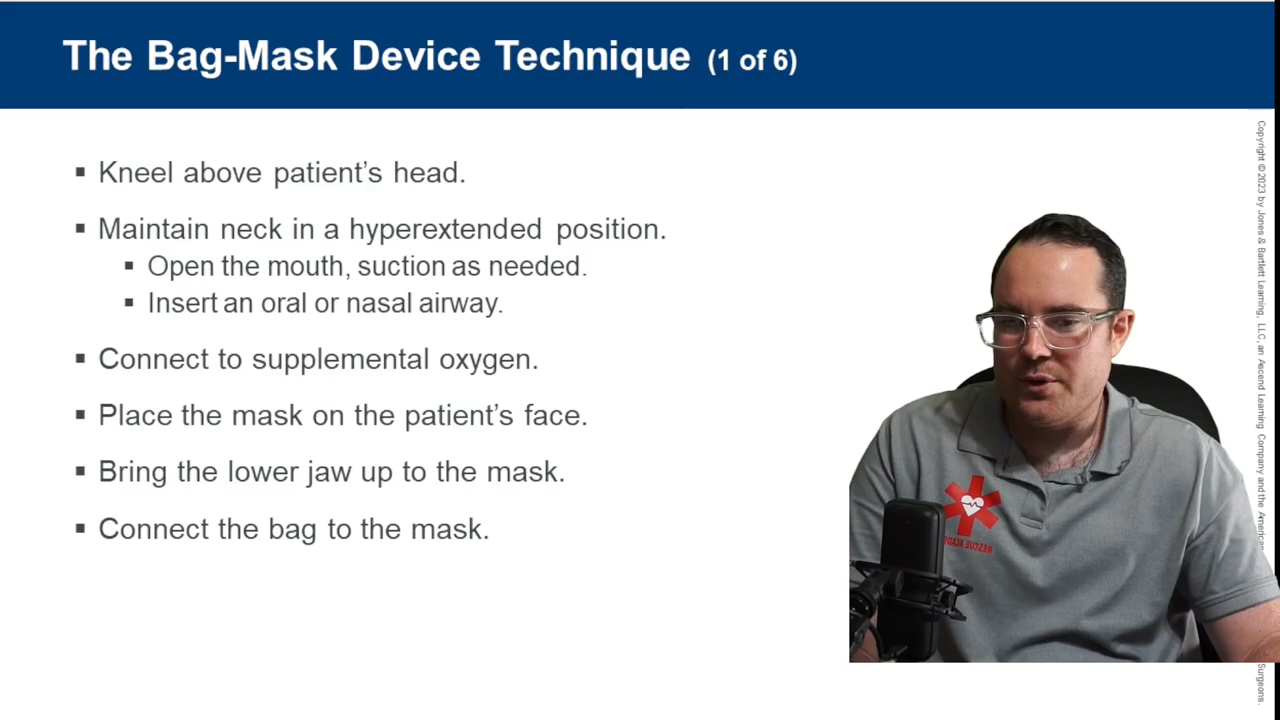 The Bag-Mask Device Technique (1 of 6)
▪ Kneel above patient’s head.
▪ Maintain neck in a hyperextended position.
▪ Open the mouth, suction as needed.
▪ Insert an oral or nasal airway.
▪ Connect to supplemental oxygen.
▪ Place the mask on the patient’s face.
▪ Bring the lower jaw up to the mask.
▪ Connect the bag to the mask.
Copyright ©2023 by Jones & Bartlett Learning, LLC, an Ascend Learning Company and the American
Surgeons.
RESCUE